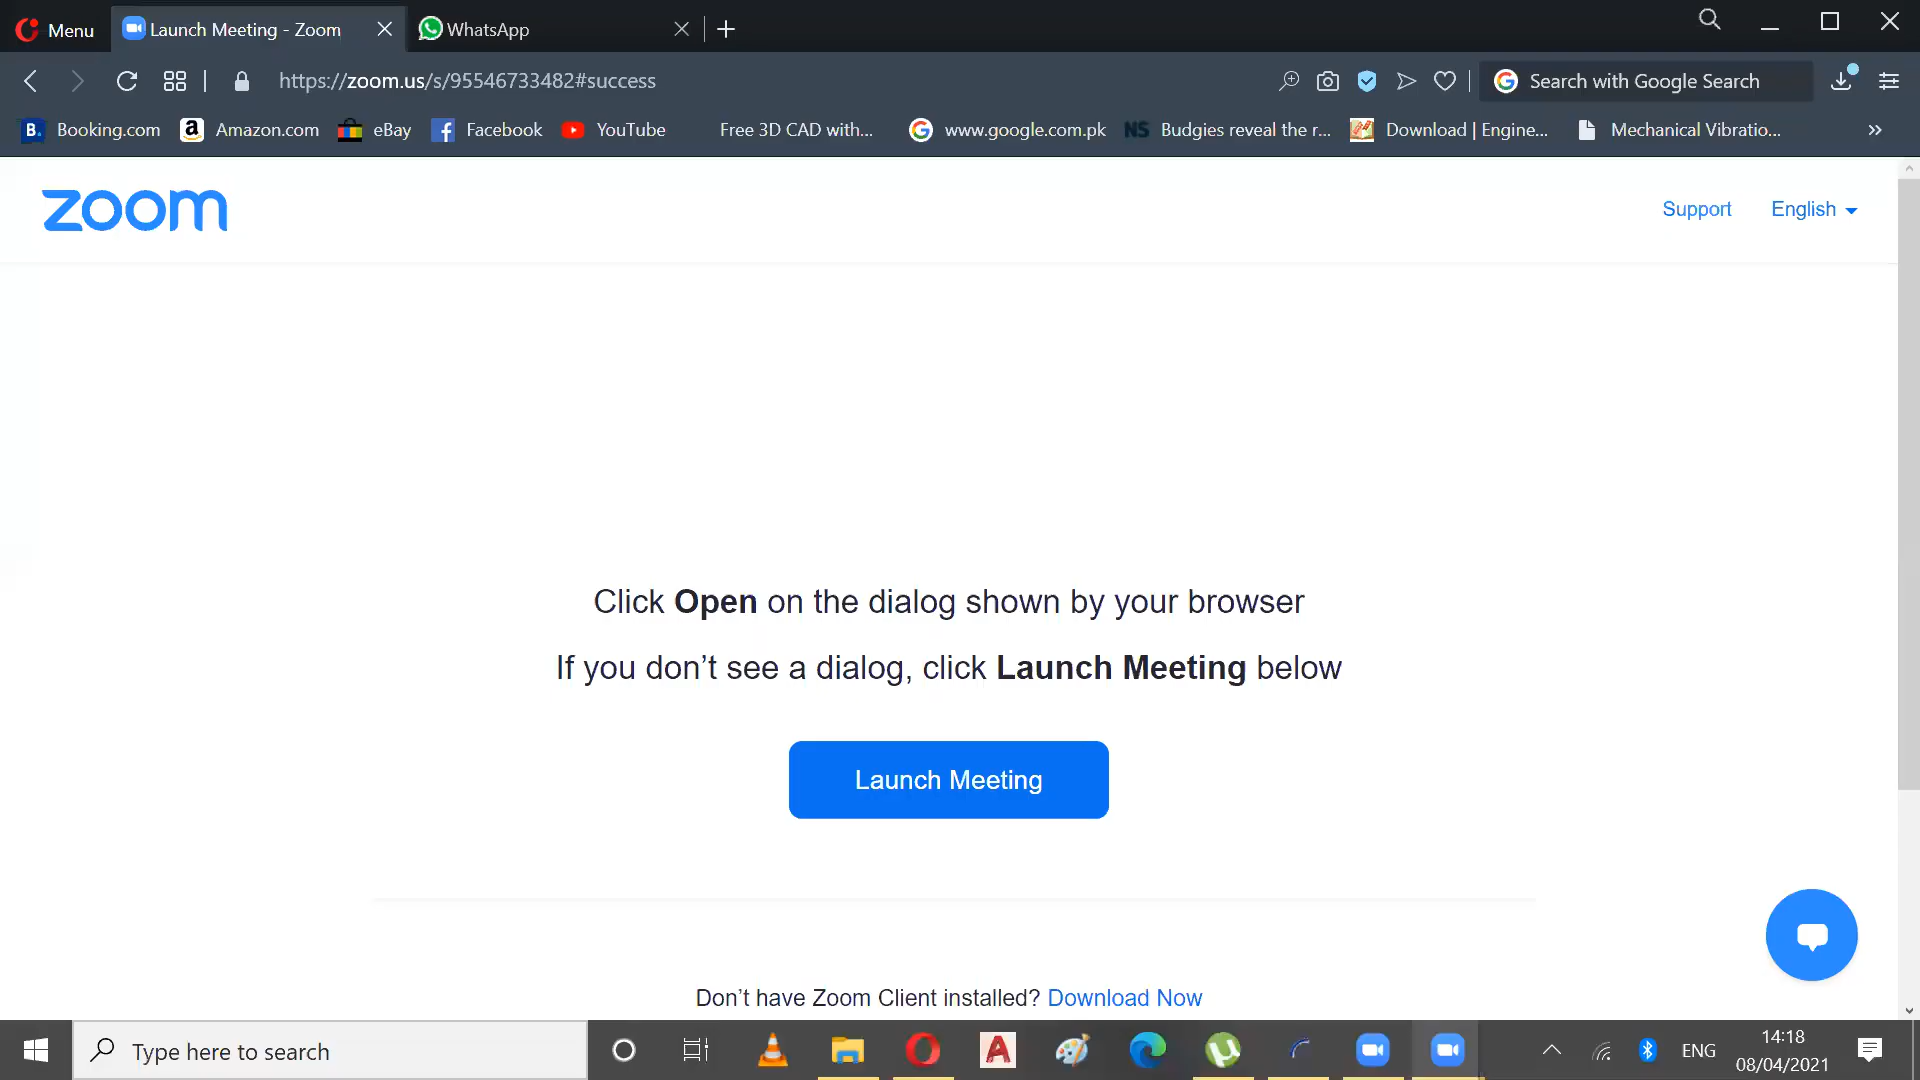 Menu
Launch Meeting - Zoom
WhatsApp
https://zoom.us/s/95546733482#success
Search with Google Search
Booking.com
Amazon.com
eBay
Facebook
YouTube
Free 3D CAD with...
www.google.com.pk
NS
Budgies reveal the r...
Download | Engine...
Mechanical Vibratio...
zoom
Support
English
Click Open on the dialog shown by your browser
If you don’t see a dialog, click Launch Meeting below
Launch Meeting
Don’t have Zoom Client installed? Download Now
Type here to search
ENG
14:18
08/04/2021